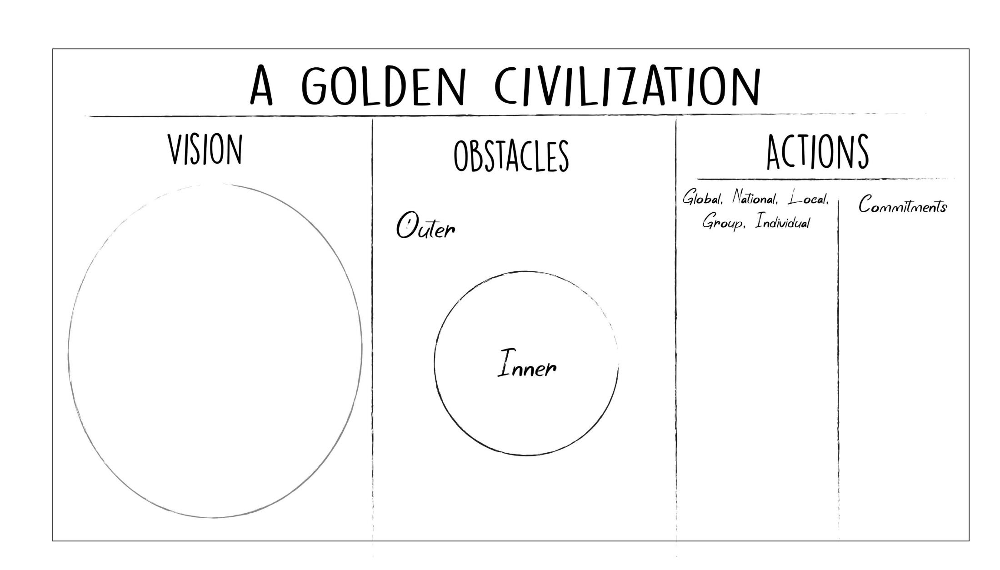 A GOLDEN CIVILIZATION
VISION
OBSTACLES
Outer
Inner
ACTIONS
Global, National, Local,
Group, Individual
Commitments